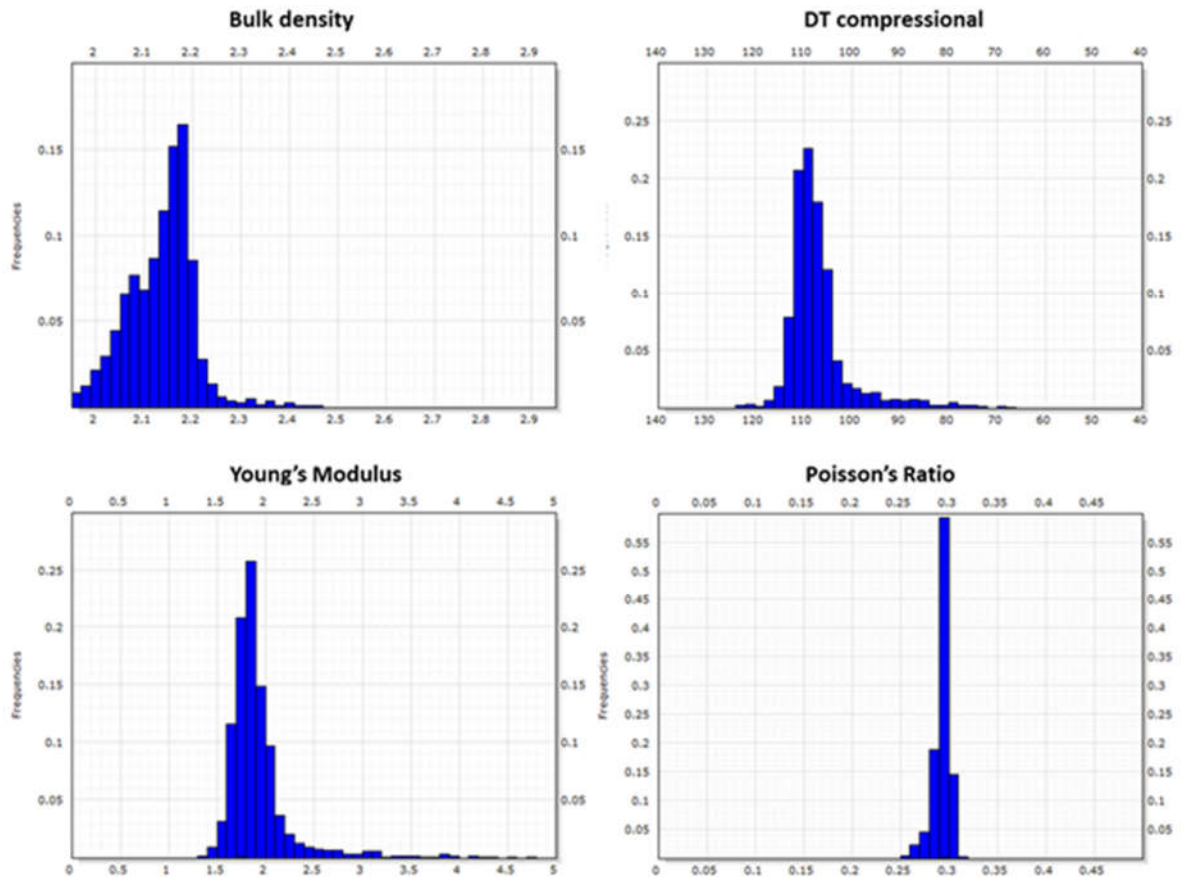 Bulk density
2 2.1 2.2 2.3 2.4 2.5 2.6 2.7 2.8 2.9
0.15 0.15
0.1 0.1
0.05 0.05
Frequencies
2 2.1 2.2 2.3 2.4 2.5 2.6 2.7 2.8 2.9
DT compressional
140 130 120 110 100 90 80 70 60 50 40
0.25 0.25
0.2 0.2
0.15 0.15
0.1 0.1
0.05 0.05
140 130 120 110 100 90 80 70 60 50 40
Young's Modulus
0 0.5 1 1.5 2 2.5 3 3.5 4 4.5 5
0.25 0.25
0.2 0.2
0.15 0.15
0.1 0.1
0.05 0.05
Frequencies
0 0.5 1 1.5 2 2.5 3 3.5 4 4.5 5
Poisson's Ratio
0 0.05 0.1 0.15 0.2 0.25 0.3 0.35 0.4 0.45
0.55 0.55
0.5 0.5
0.45 0.45
0.4 0.4
0.35 0.35
0.3 0.3
0.25 0.25
0.2 0.2
0.15 0.15
0.1 0.1
0.05 0.05
Frequencies
0 0.05 0.1 0.15 0.2 0.25 0.3 0.35 0.4 0.45